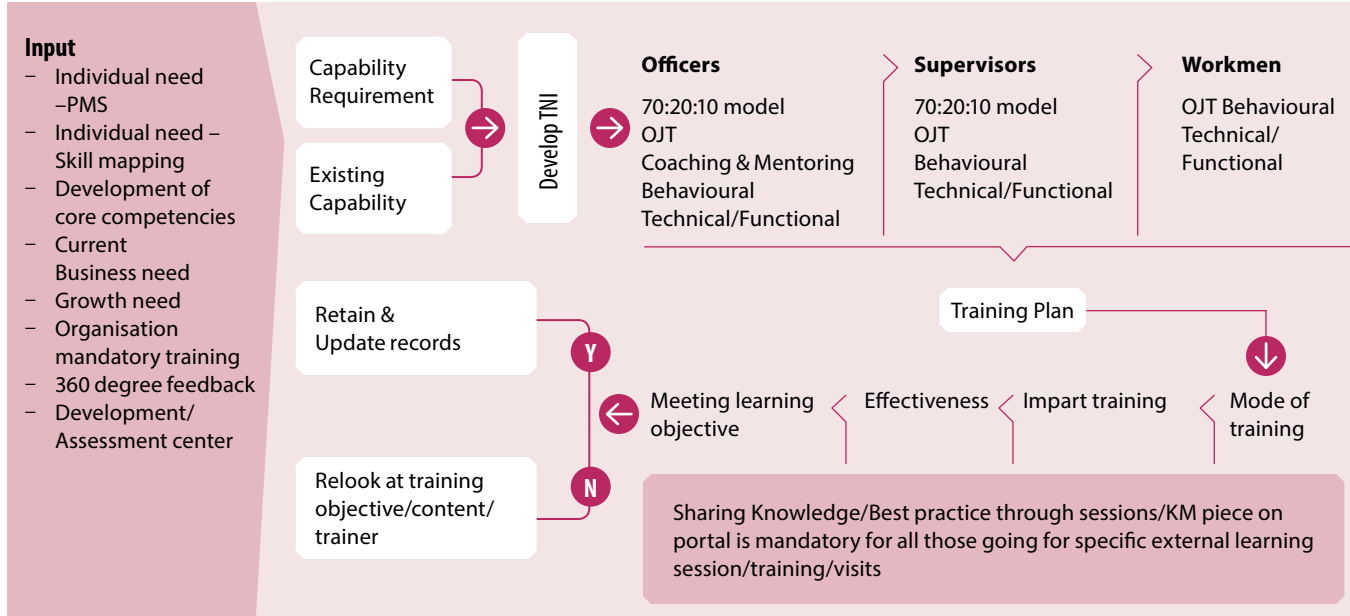 Input
– Individual need
–PMS
– Individual need –
Skill mapping
– Development of
core competencies
– Current
Business need
– Growth need
– Organisation
mandatory training
– 360 degree feedback
– Development/
Assessment center
Capability
Requirement
Existing
Capability
Develop TNI
Officers
70:20:10 model
OJT
Coaching & Mentoring
Behavioural
Technical/Functional
Supervisors
70:20:10 model
OJT
Behavioural
Technical/Functional
Workmen
OJT Behavioural
Technical/
Functional
Training Plan
Mode of
training
Impart training
Effectiveness
Meeting learning
objective
Y
Retain &
Update records
N
Relook at training
objective/content/
trainer
Sharing Knowledge/Best practice through sessions/KM piece on
portal is mandatory for all those going for specific external learning
session/training/visits